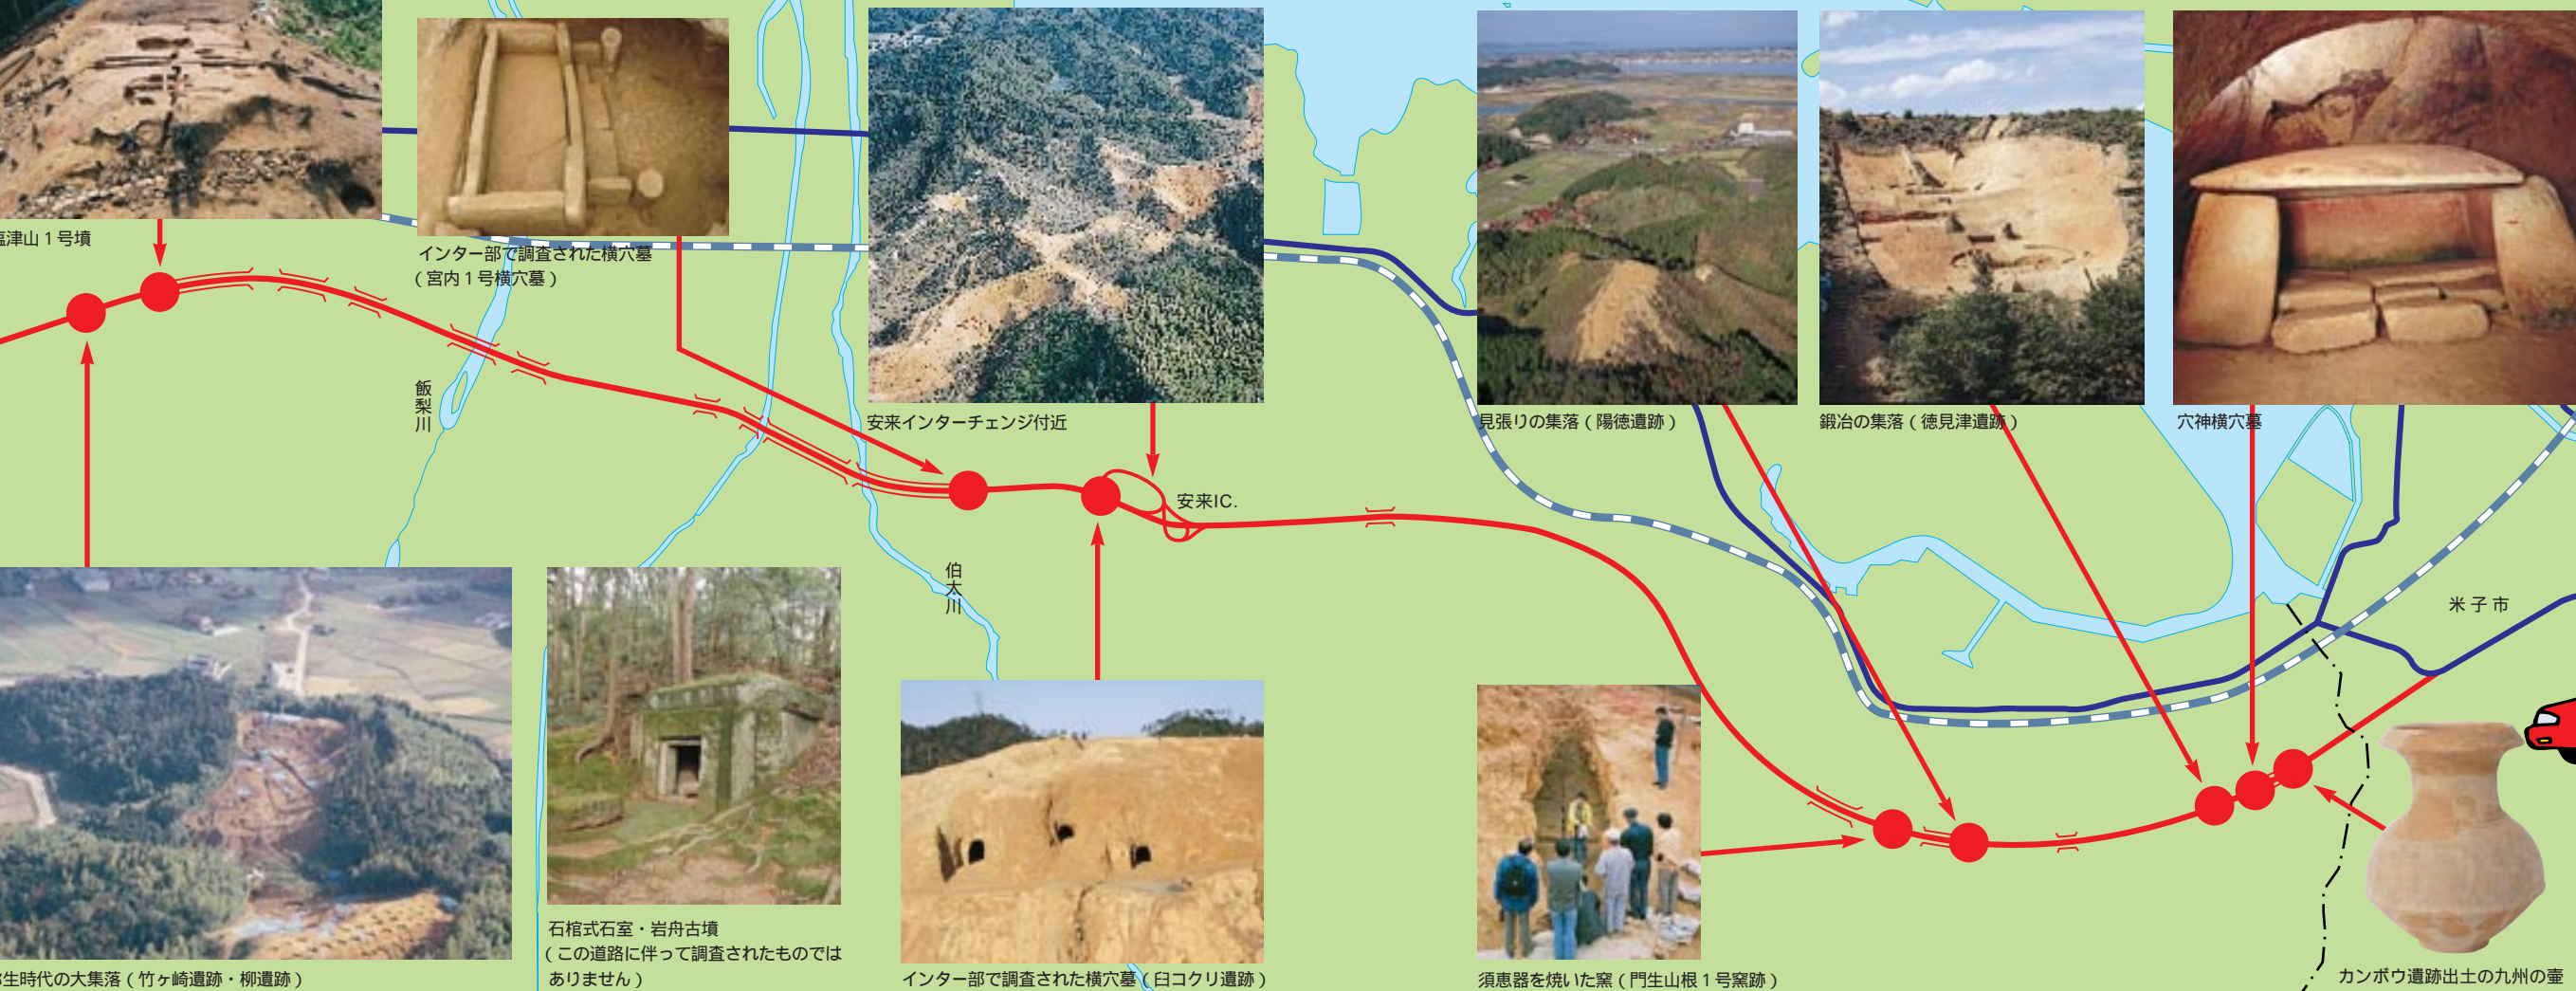 塩津山１号墳
インター部で調査された横穴墓
（宮内１号横穴墓）
安来インターチェンジ付近
見張りの集落（陽徳遺跡）
鍛冶の集落（徳見津遺跡）
穴神横穴墓
飯梨川
安来IC.
伯太川
米子市
生時代の大集落（竹ヶ崎遺跡・柳遺跡）
石棺式石室・岩舟古墳
（この道路に伴って調査されたものでは
ありません）
インター部で調査された横穴墓（臼コクリ遺跡）
須恵器を焼いた窯（門生山根１号窯跡）
カンボウ遺跡出土の九州の壷